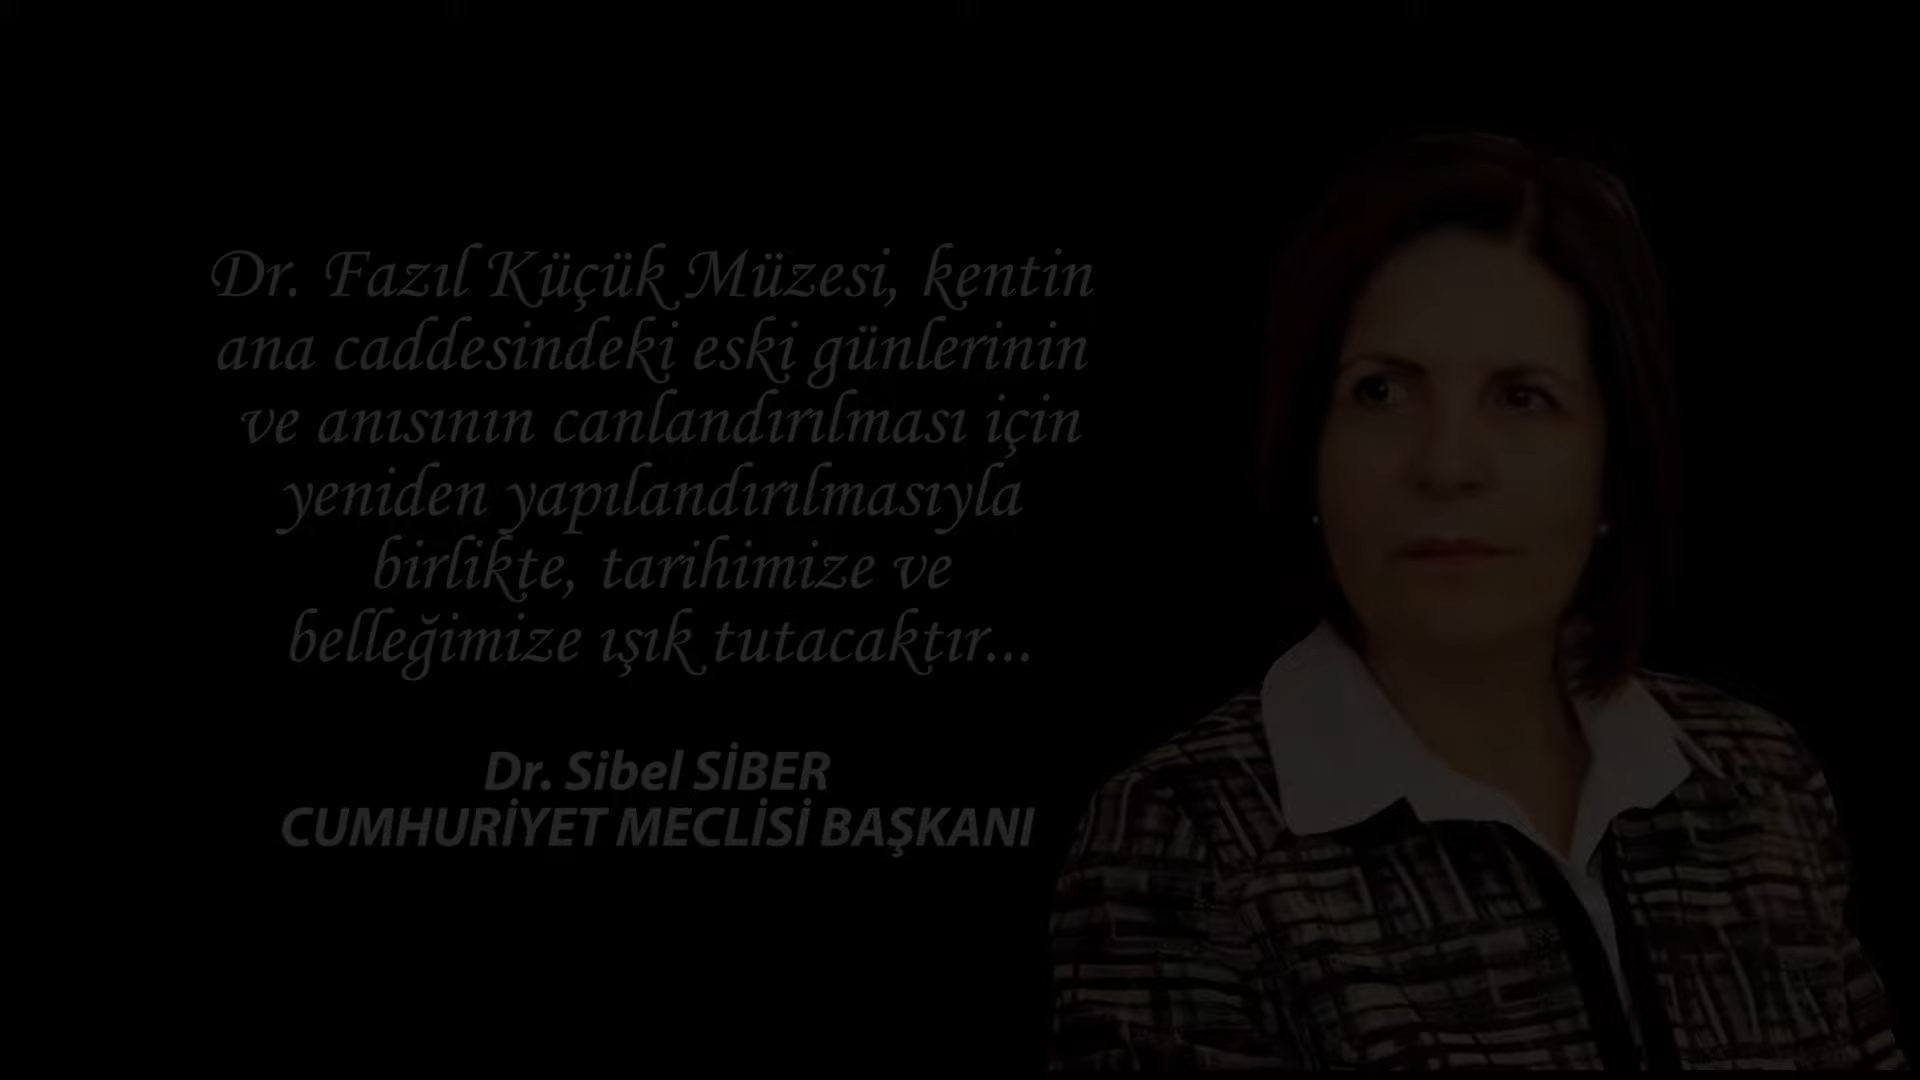 Dr. Fazıl Küçük Müzesi, kentin
ana caddesindeki eski günlerinin
ve anısının canlandırılması için
yeniden yapılandırılmasıyla
birlikte, tarihimize ve
belleğimize ışık tutacaktır...
Dr. Sibel SİBER
CUMHURİYET MECLİSİ BAŞKANI